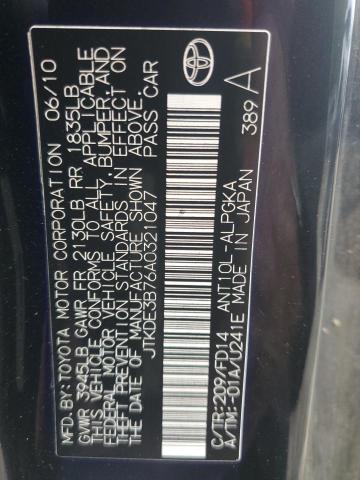 MFD. BY: TOYOTA MOTOR CORPORATION 06/10
GVWR 3945LB GAWR FR 2130LB RR 1835LB
THIS VEHICLE CONFORMS TO ALL APPLICABLE
FEDERAL MOTOR VEHICLE SAFETY, BUMPER, AND
THEFT PREVENTION STANDARDS IN EFFECT ON
THE DATE OF MANUFACTURE SHOWN ABOVE.
JTKDE3B76A0321047 PASS CAR
C/TR: 209/FD14 ANT10L-ALPGKA
A/TM: -01A/U241E MADE IN JAPAN
389 A
TOYOTA